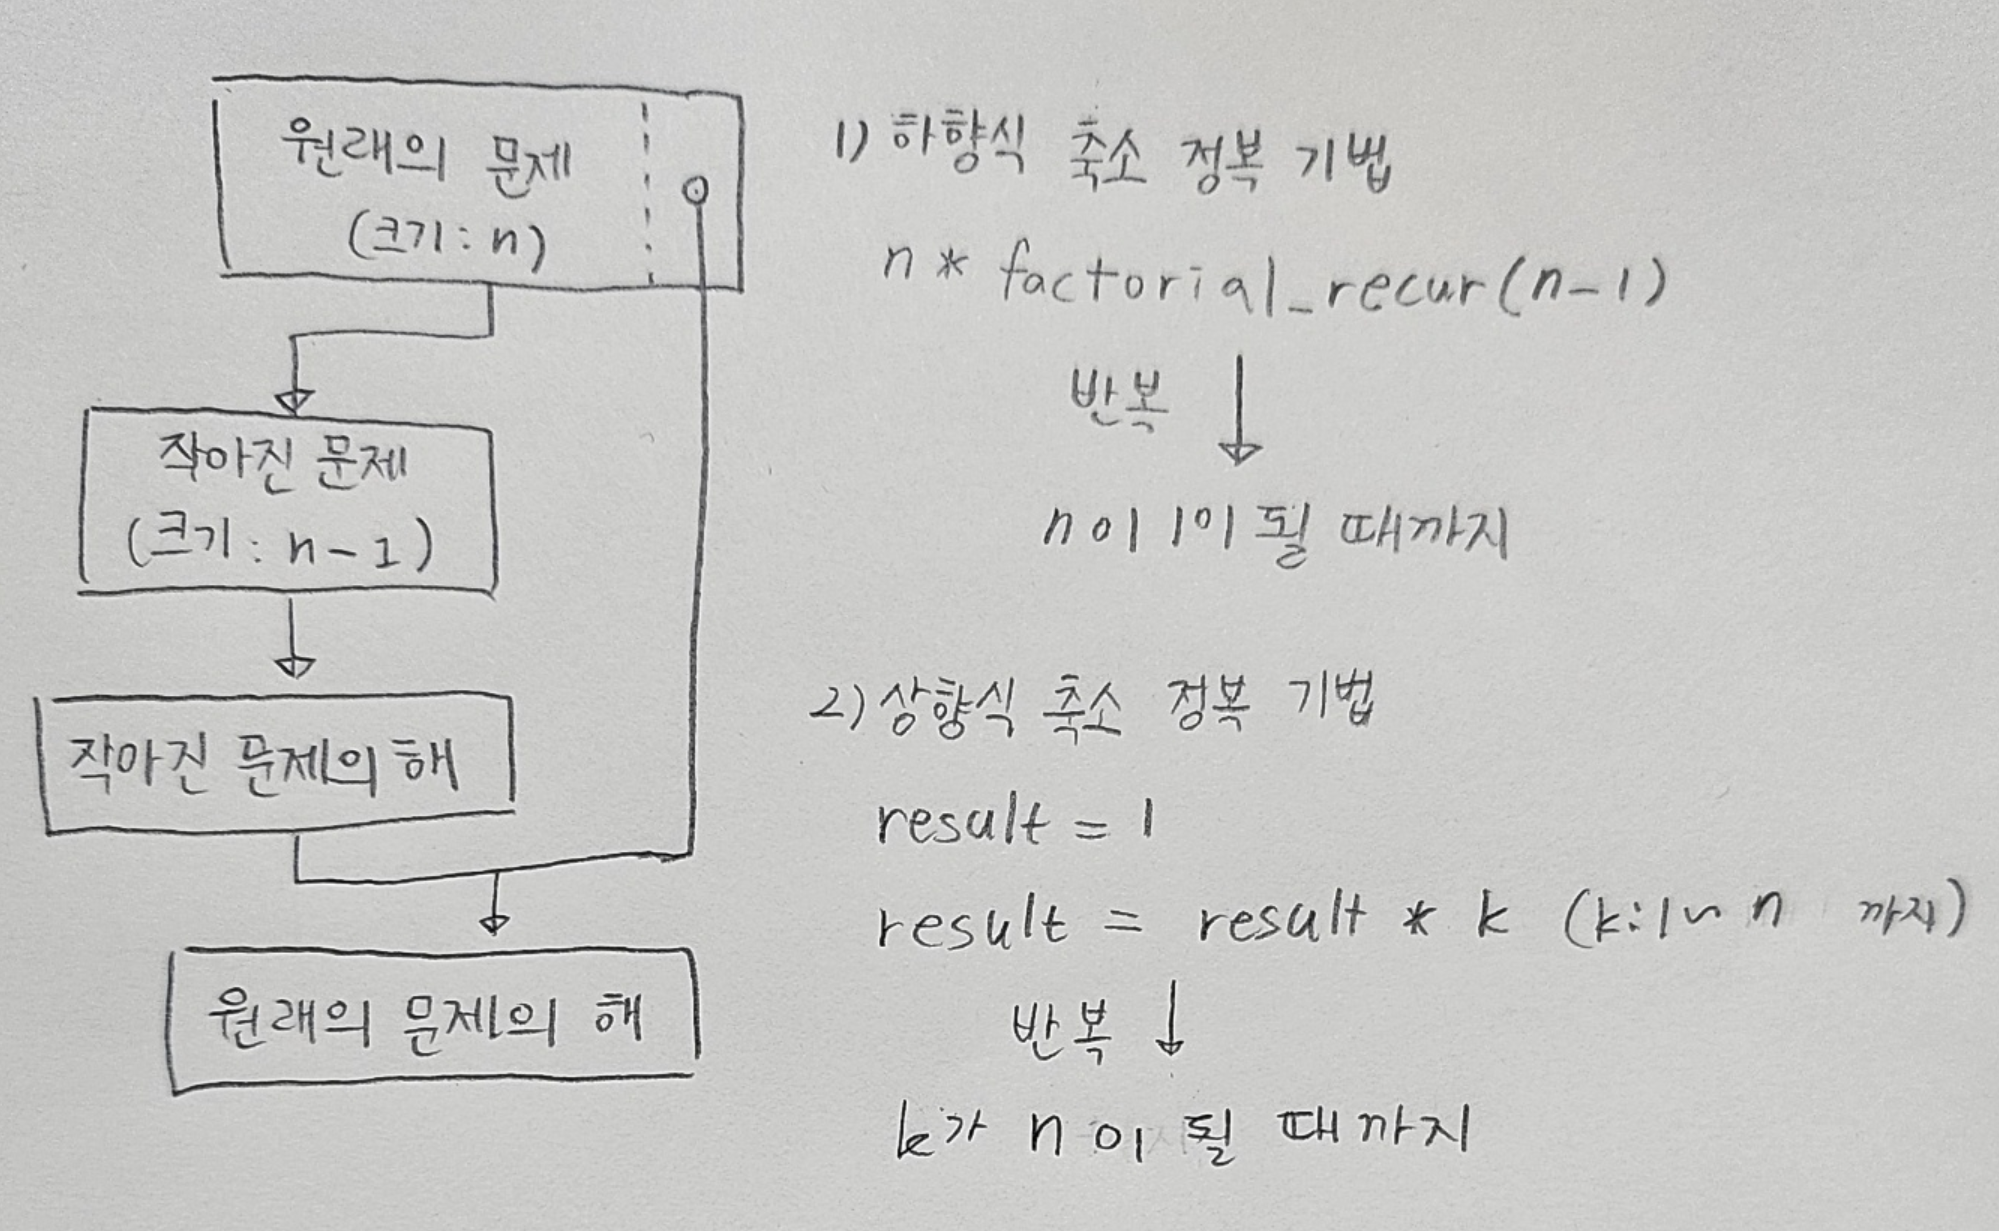 원래의 문제
(크기 : n)
작아진 문제
(크기 : n-1)
작아진 문제의 해
원래의 문제의 해
1) 하향식 축소 정복 기법
n * factorial_recur(n-1)
반복
n이 1이 될 때까지
2) 상향식 축소 정복 기법
result = 1
result = result * k (k:1~n 까지)
반복
k가 n이 될 때까지